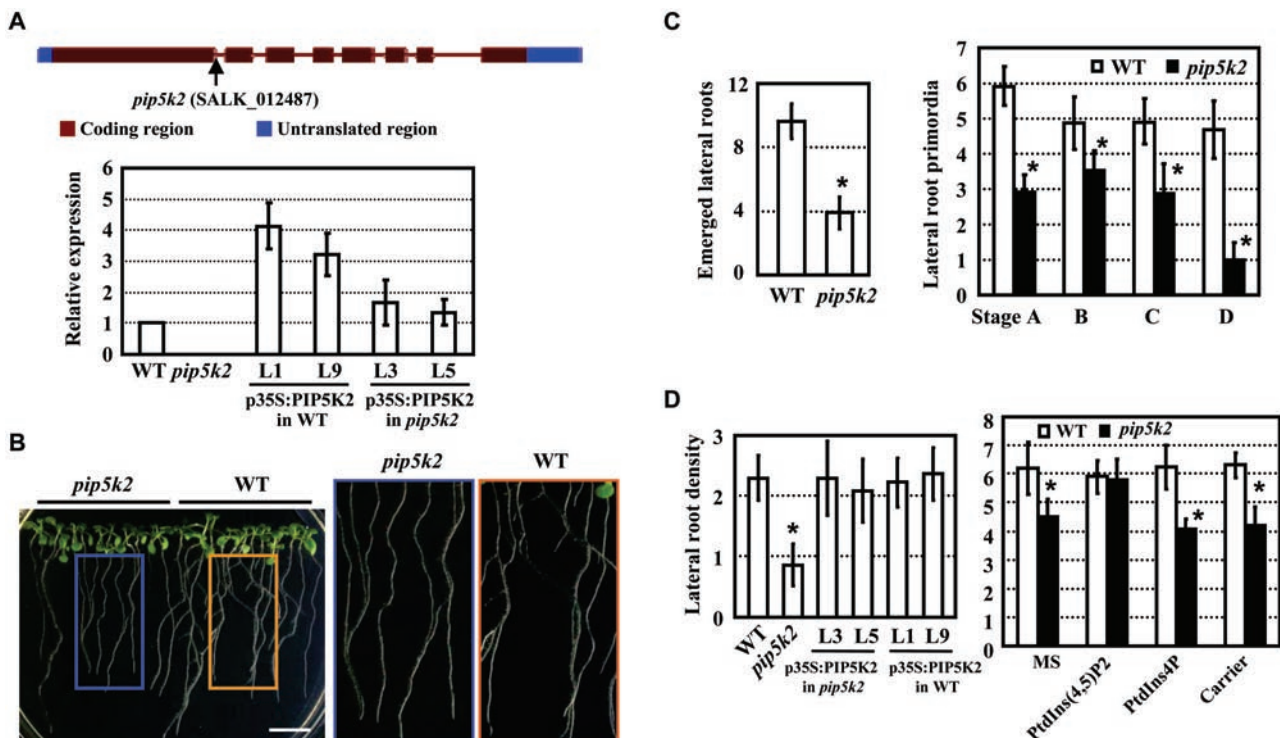 A
pip5k2 (SALK_012487)
Coding region
Untranslated region
Relative expression
6
5
4
3
2
1
0
WT pip5k2 L1 L9 L3 L5
p35S:PIP5K2 in WT
p35S:PIP5K2 in pip5k2
B
pip5k2
WT
pip5k2
WT
C
Emerged lateral roots
12
8
4
0
*
WT pip5k2
Lateral root primordia
7
6
5
4
3
2
1
0
WT pip5k2
*
*
*
*
Stage A B C D
D
Lateral root density
3
2
1
0
*
WT pip5k2 L3 L5 L1 L9
p35S:PIP5K2 in pip5k2
p35S:PIP5K2 in WT
8
7
6
5
4
3
2
1
0
WT pip5k2
*
*
*
MS
PtdIns(4,5)P2
PtdIns4P
Carrier